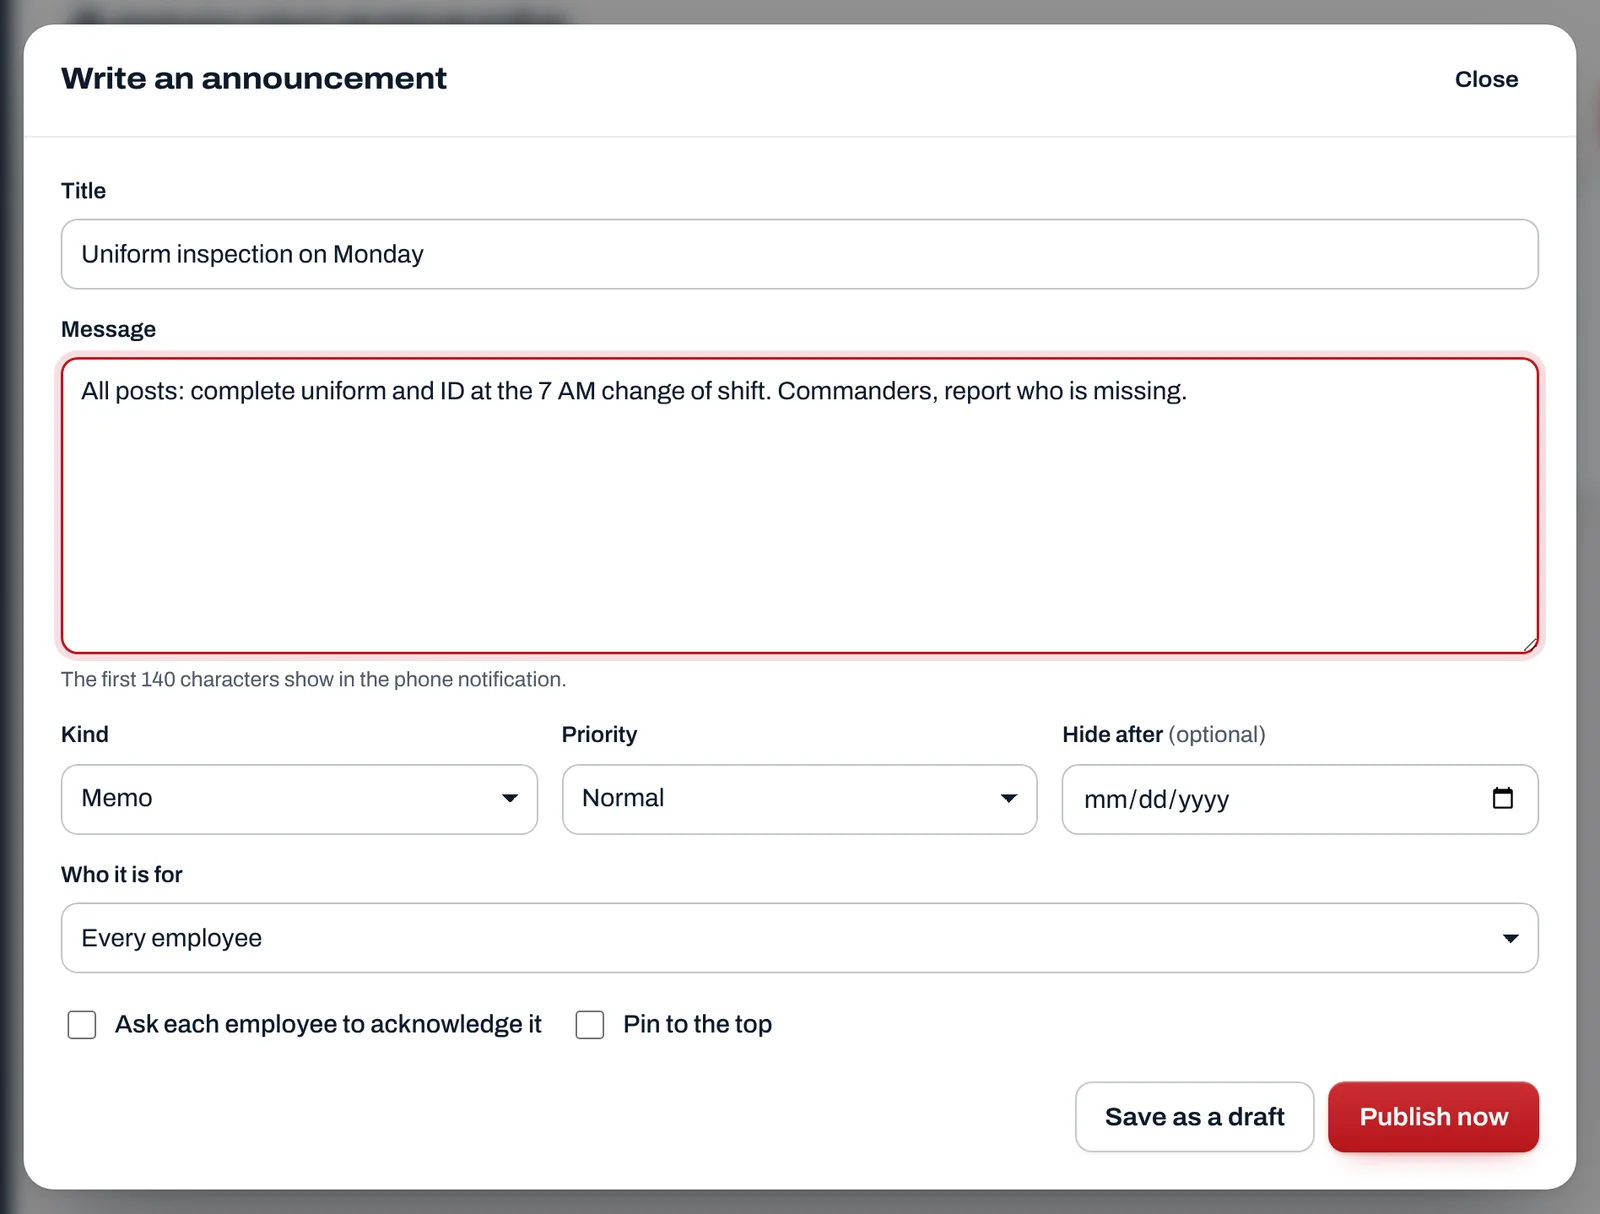 Write an announcement
Close
Title
Uniform inspection on Monday
Message
All posts: complete uniform and ID at the 7 AM change of shift. Commanders, report who is missing.
The first 140 characters show in the phone notification.
Kind
Priority
Hide after (optional)
Memo
Normal
mm/dd/yyyy
Who it is for
Every employee
Ask each employee to acknowledge it
Pin to the top
Save as a draft
Publish now